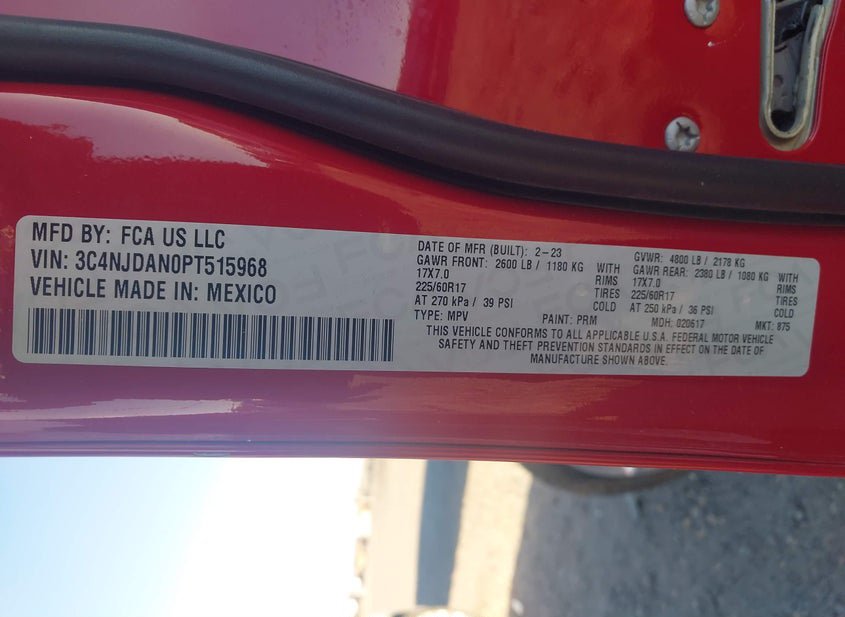 MFD BY: FCA US LLC
VIN: 3C4NJDAN0PT515968
VEHICLE MADE IN: MEXICO
DATE OF MFR (BUILT): 2-23
GVWR: 4800 LB / 2178 KG
GAWR FRONT: 2600 LB / 1180 KG WITH
GAWR REAR: 2380 LB / 1080 KG WITH
17X7.0 RIMS
17X7.0 RIMS
225/60R17 TIRES
225/60R17 TIRES
AT 270 kPa / 39 PSI COLD
AT 250 kPa / 36 PSI COLD
TYPE: MPV PAINT: PRM MDH: 020617 MKT: 875
THIS VEHICLE CONFORMS TO ALL APPLICABLE U.S.A. FEDERAL MOTOR VEHICLE
SAFETY AND THEFT PREVENTION STANDARDS IN EFFECT ON THE DATE OF
MANUFACTURE SHOWN ABOVE.